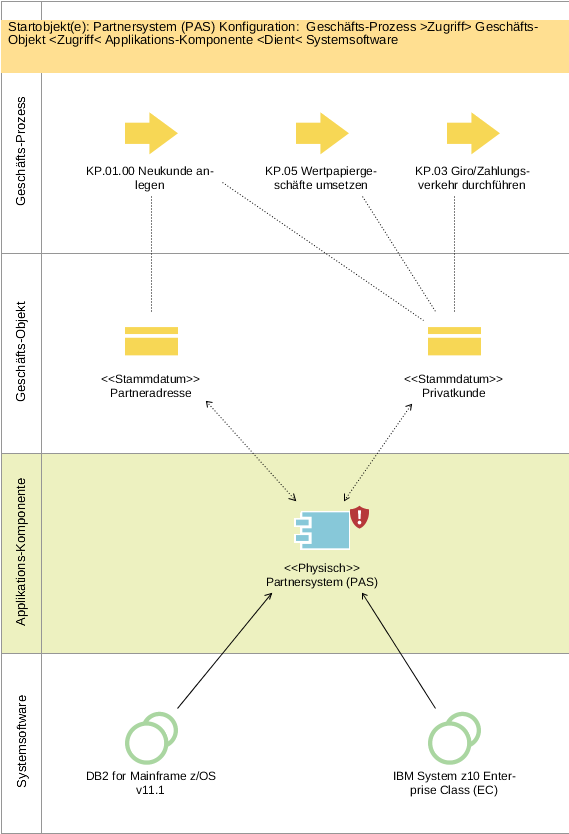 Startobjekt(e): Partnersystem (PAS) Konfiguration:  Geschäfts-Prozess >Zugriff> Geschäfts-
Objekt <Zugriff< Applikations-Komponente <Dient< Systemsoftware
Geschäfts-Prozess
KP.01.00 Neukunde an-
legen
KP.05 Wertpapierge-
schäfte umsetzen
KP.03 Giro/Zahlungs-
verkehr durchführen
Geschäfts-Objekt
<<Stammdatum>>
Partneradresse
<<Stammdatum>>
Privatkunde
Applikations-Komponente
<<Physisch>>
Partnersystem (PAS)
Systemsoftware
DB2 for Mainframe z/OS
v11.1
IBM System z10 Enter-
prise Class (EC)